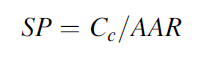 SP = C_c/AAR